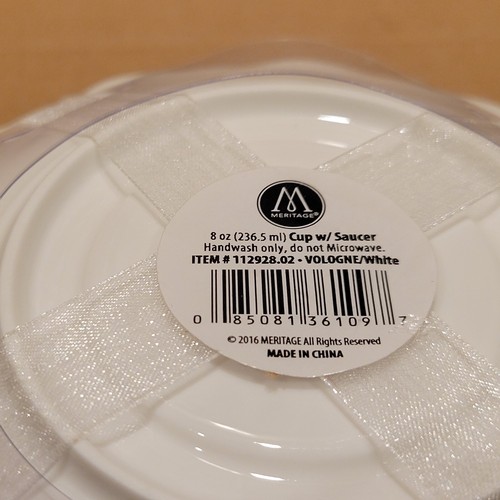 M
MERITAGE®
8 oz (236.5 ml) Cup w/ Saucer
Handwash only, do not Microwave.
ITEM # 112928.02 - VOLOGNE/White
0 85081 36109 7
© 2016 MERITAGE All Rights Reserved
MADE IN CHINA